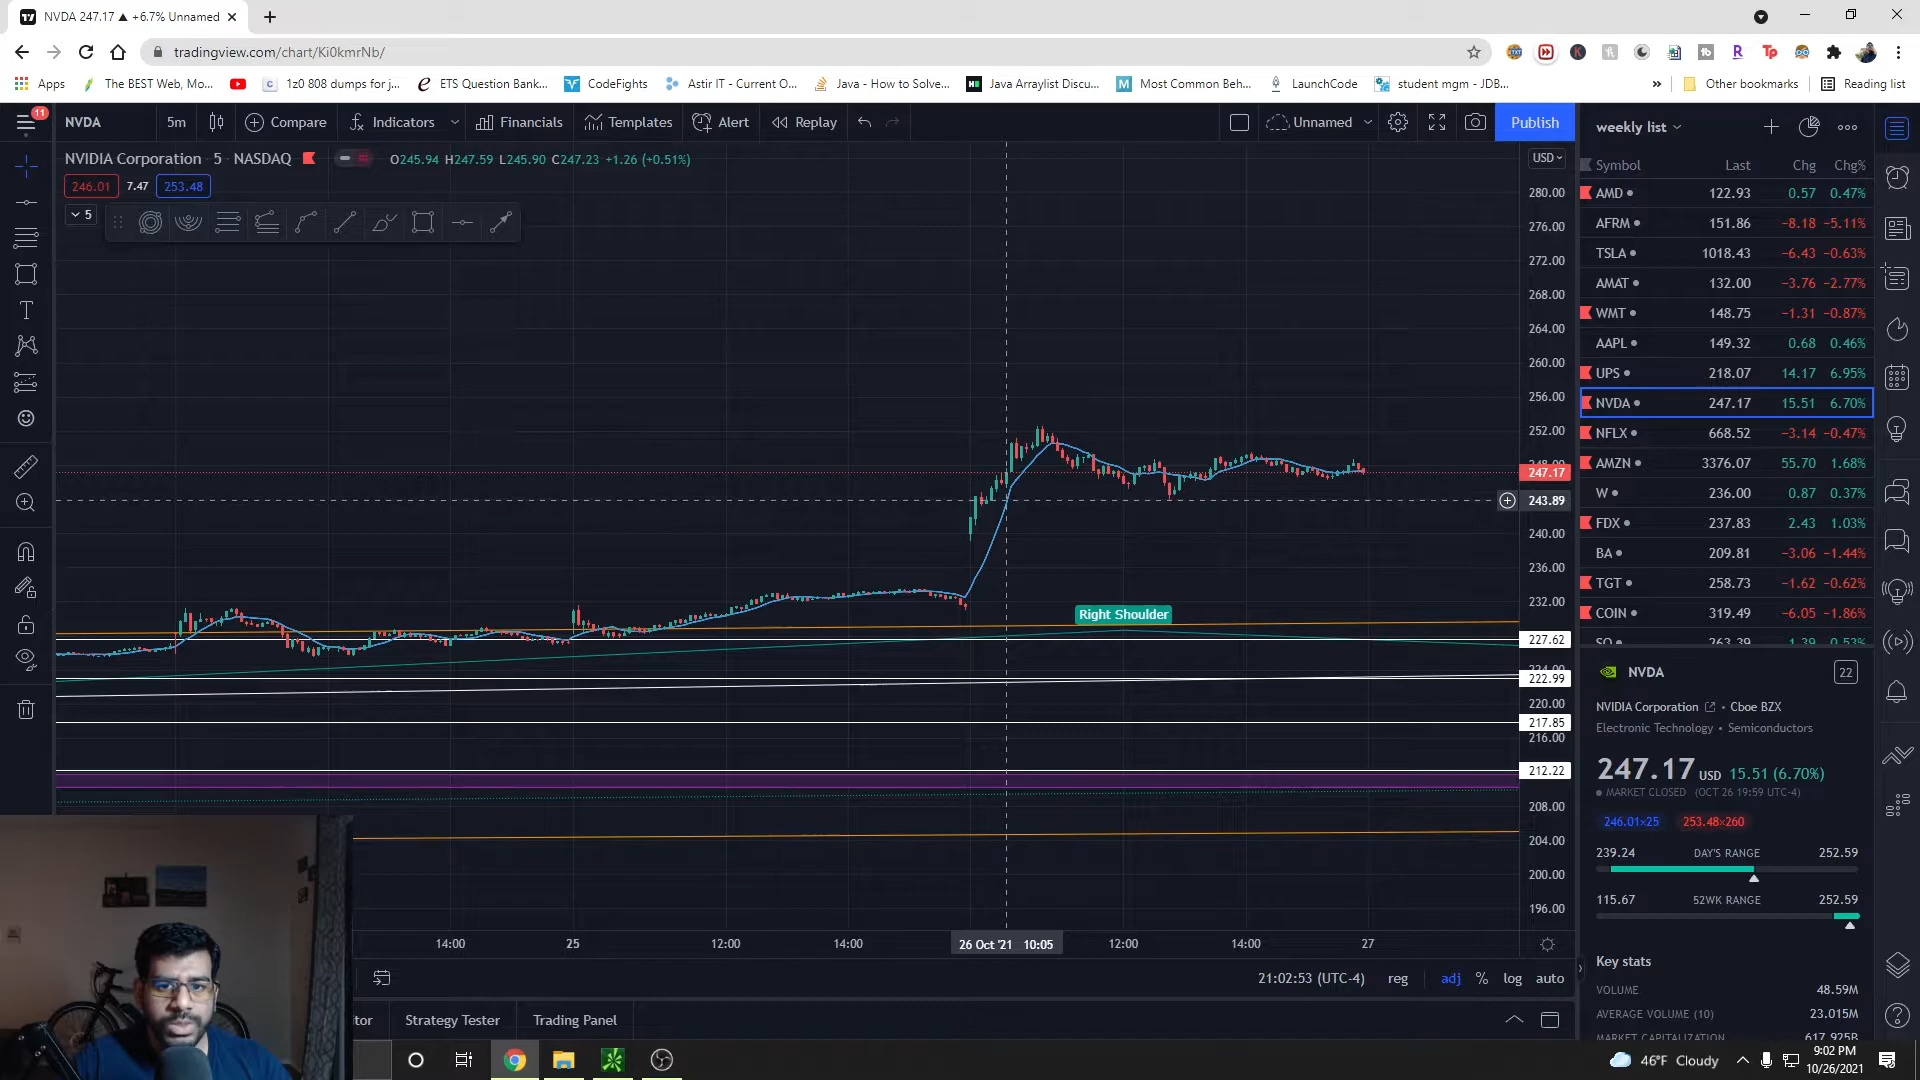 NVDA 247.17 ▲ +6.7% Unnamed
tradingview.com/chart/Ki0kmrNb/
Apps The BEST Web, Mo... 1z0 808 dumps for j... ETS Question Bank... CodeFights Astir IT - Current O... Java - How to Solve... Java Arraylist Discu... Most Common Beh... LaunchCode student mgm - JDB... » Other bookmarks Reading list
11
NVDA 5m Compare Indicators Financials Templates Alert Replay Unnamed Publish
NVIDIA Corporation 5 NASDAQ O245.94 H247.59 L245.90 C247.23 +1.26 (+0.51%)
246.01 7.47 253.48
5
USD
280.00
276.00
272.00
268.00
264.00
260.00
256.00
252.00
248.00
247.17
243.89
240.00
236.00
232.00
Right Shoulder
227.62
224.00
222.99
220.00
217.85
216.00
212.22
208.00
204.00
200.00
196.00
14:00 25 12:00 14:00 26 Oct '21 10:05 12:00 14:00 27
21:02:53 (UTC-4) reg adj % log auto
tor Strategy Tester Trading Panel
weekly list
Symbol Last Chg Chg%
AMD 122.93 0.57 0.47%
AFRM 151.86 −8.18 −5.11%
TSLA 1018.43 −6.43 −0.63%
AMAT 132.00 −3.76 −2.77%
WMT 148.75 −1.31 −0.87%
AAPL 149.32 0.68 0.46%
UPS 218.07 14.17 6.95%
NVDA 247.17 15.51 6.70%
NFLX 668.52 −3.14 −0.47%
AMZN 3376.07 55.70 1.68%
W 236.00 0.87 0.37%
FDX 237.83 2.43 1.03%
BA 209.81 −3.06 −1.44%
TGT 258.73 −1.62 −0.62%
COIN 319.49 −6.05 −1.86%
SQ 263.39 1.39 0.53%
NVDA 22
NVIDIA Corporation • Cboe BZX
Electronic Technology • Semiconductors
247.17 USD 15.51 (6.70%)
MARKET CLOSED (OCT 26 19:59 UTC-4)
246.01×25 253.48×260
239.24 DAY'S RANGE 252.59
115.67 52WK RANGE 252.59
Key stats
VOLUME 48.59M
AVERAGE VOLUME (10) 23.015M
MARKET CAPITALIZATION 617.925B
46°F Cloudy 9:02 PM
10/26/2021